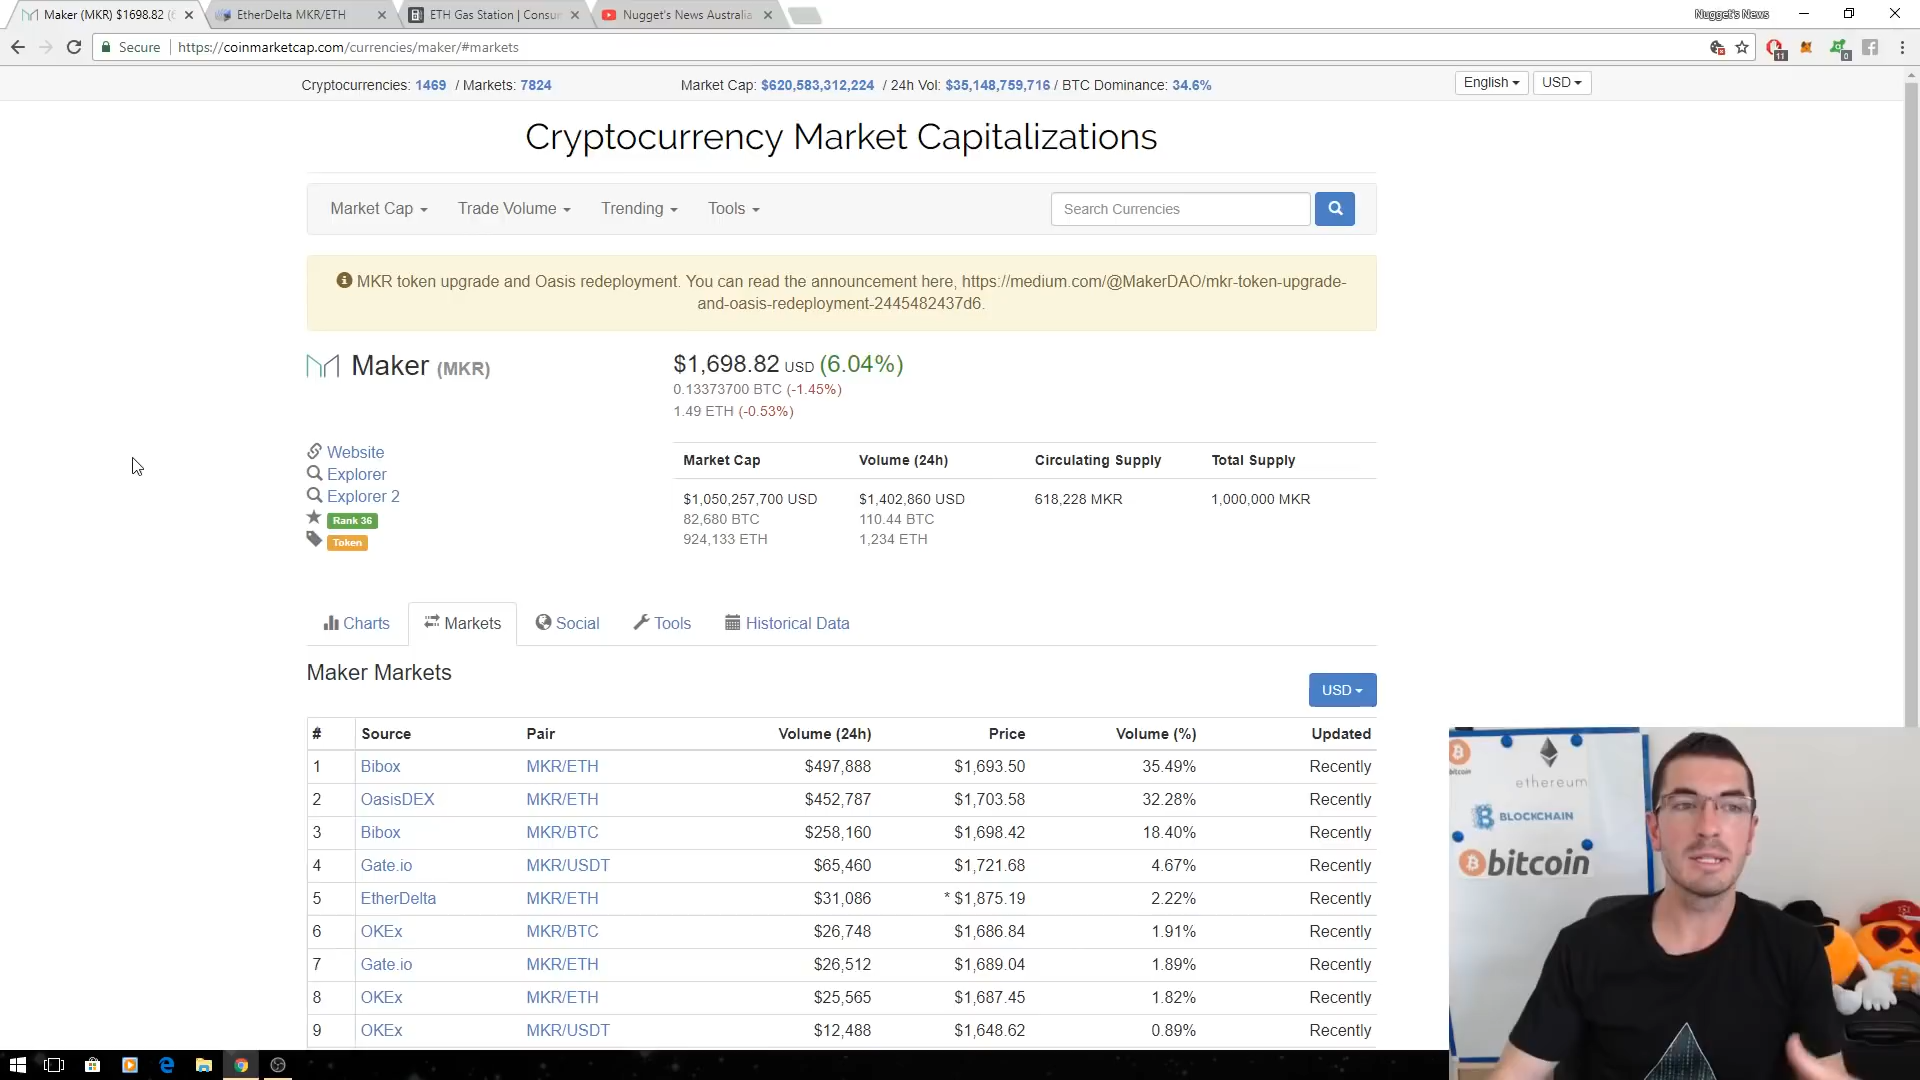 Maker (MKR) $1698.82 (
EtherDelta MKR/ETH
ETH Gas Station | Consum
Nugget's News Australia
Nugget's News
Secure
https://coinmarketcap.com/currencies/maker/#markets
11
0
Cryptocurrencies: 1469 / Markets: 7824
Market Cap: $620,583,312,224 / 24h Vol: $35,148,759,716 / BTC Dominance: 34.6%
English
USD
Cryptocurrency Market Capitalizations
Market Cap
Trade Volume
Trending
Tools
Search Currencies
MKR token upgrade and Oasis redeployment. You can read the announcement here, https://medium.com/@MakerDAO/mkr-token-upgrade-
and-oasis-redeployment-2445482437d6.
Maker (MKR)
$1,698.82 USD (6.04%)
0.13373700 BTC (-1.45%)
1.49 ETH (-0.53%)
Website
Explorer
Explorer 2
Rank 36
Token
Market Cap Volume (24h) Circulating Supply Total Supply
$1,050,257,700 USD $1,402,860 USD 618,228 MKR 1,000,000 MKR
82,680 BTC 110.44 BTC
924,133 ETH 1,234 ETH
Charts
Markets
Social
Tools
Historical Data
Maker Markets
USD
# Source Pair Volume (24h) Price Volume (%) Updated
1 Bibox MKR/ETH $497,888 $1,693.50 35.49% Recently
2 OasisDEX MKR/ETH $452,787 $1,703.58 32.28% Recently
3 Bibox MKR/BTC $258,160 $1,698.42 18.40% Recently
4 Gate.io MKR/USDT $65,460 $1,721.68 4.67% Recently
5 EtherDelta MKR/ETH $31,086 * $1,875.19 2.22% Recently
6 OKEx MKR/BTC $26,748 $1,686.84 1.91% Recently
7 Gate.io MKR/ETH $26,512 $1,689.04 1.89% Recently
8 OKEx MKR/ETH $25,565 $1,687.45 1.82% Recently
9 OKEx MKR/USDT $12,488 $1,648.62 0.89% Recently
bitcoin
ethereum
BLOCKCHAIN
bitcoin